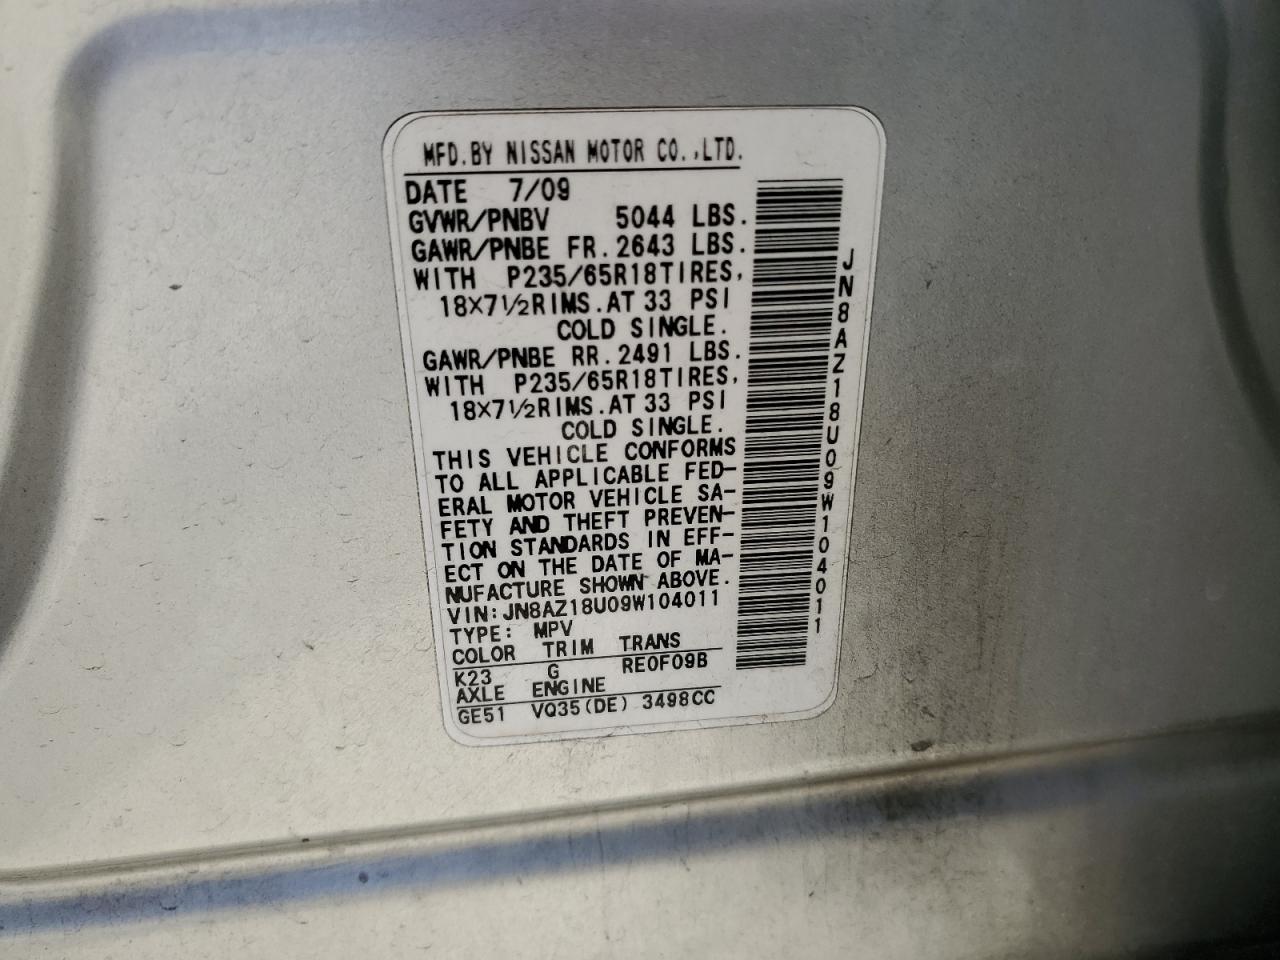 MFD.BY NISSAN MOTOR CO.,LTD.
DATE 7/09
GVWR/PNBV 5044 LBS.
GAWR/PNBE FR.2643 LBS.
WITH P235/65R18TIRES,
18X7½RIMS.AT 33 PSI
COLD SINGLE.
GAWR/PNBE RR.2491 LBS.
WITH P235/65R18TIRES,
18X7½RIMS.AT 33 PSI
COLD SINGLE.
THIS VEHICLE CONFORMS
TO ALL APPLICABLE FED-
ERAL MOTOR VEHICLE SA-
FETY AND THEFT PREVEN-
TION STANDARDS IN EFF-
ECT ON THE DATE OF MA-
NUFACTURE SHOWN ABOVE.
VIN:JN8AZ18U09W104011
TYPE: MPV
COLOR TRIM TRANS
K23 G RE0F09B
AXLE ENGINE
GE51 VQ35(DE) 3498CC
JN8AZ18U09W104011